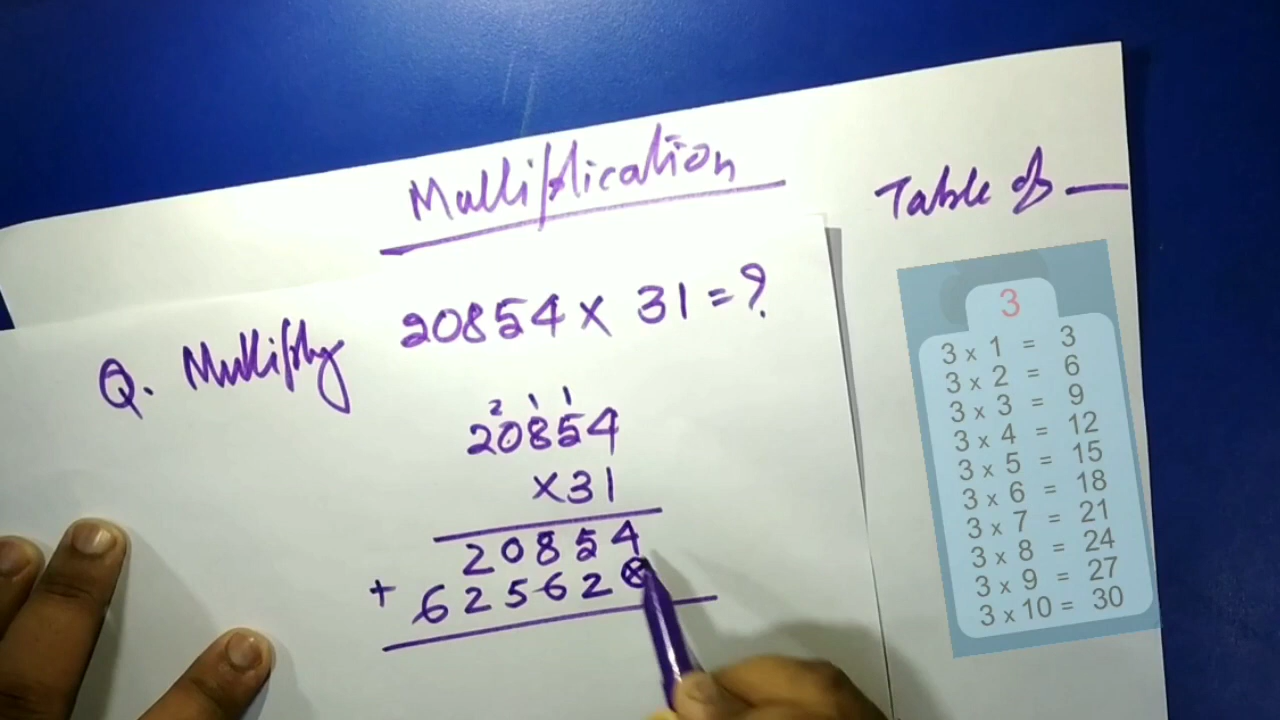 Multiplication
Table of __
Q. Multiply 20854 x 31 = ?
2 1 1
20854
x31
20854
+ 62562⊗
3
3 x 1 = 3
3 x 2 = 6
3 x 3 = 9
3 x 4 = 12
3 x 5 = 15
3 x 6 = 18
3 x 7 = 21
3 x 8 = 24
3 x 9 = 27
3 x 10 = 30